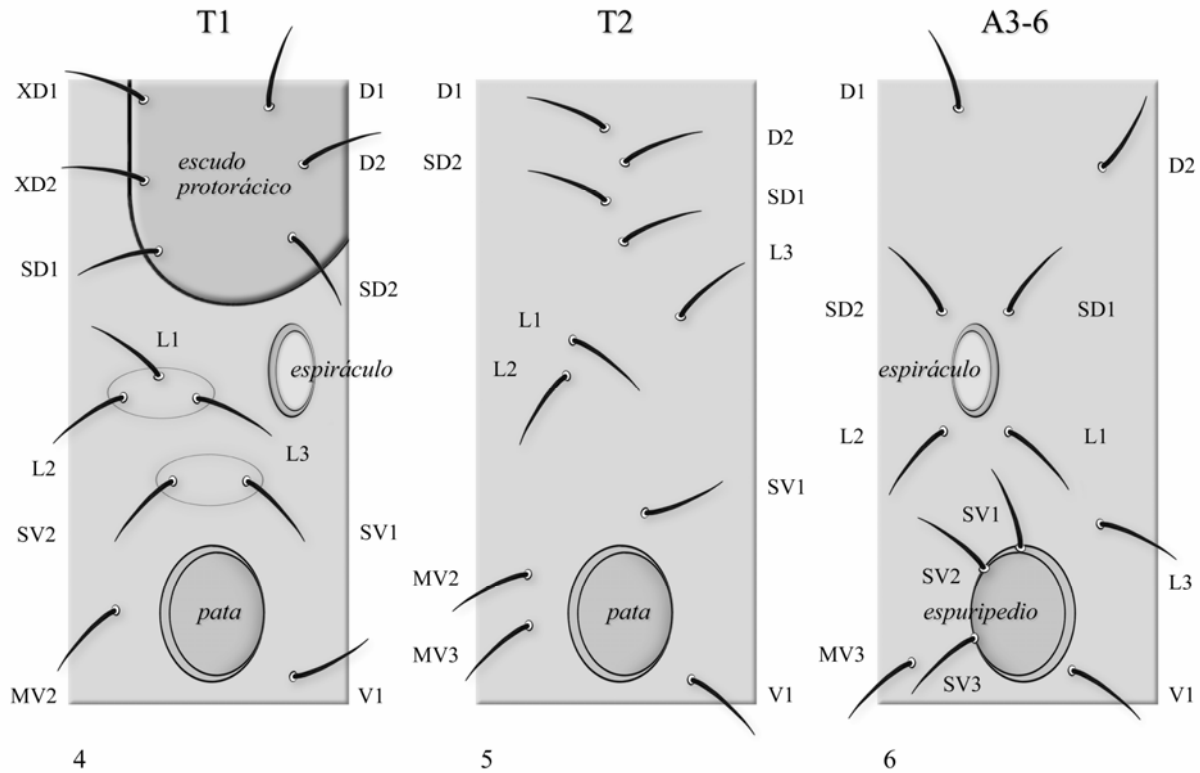 T1
XD1
D1
escudo
protorácico
D2
XD2
SD1
SD2
L1
espiráculo
L2
L3
SV2
SV1
pata
MV2
V1
4
T2
D1
D2
SD2
SD1
L3
L1
L2
SV1
MV2
pata
MV3
V1
5
A3-6
D1
D2
SD2
SD1
espiráculo
L2
L1
SV1
SV2
L3
espuripedio
MV3
SV3
V1
6